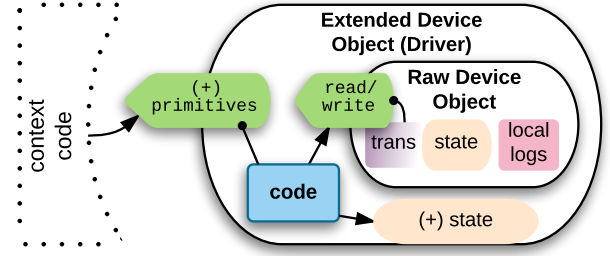 Extended Device
Object (Driver)
(+)
primitives
read/
write
Raw Device
Object
context
code
trans
state
local
logs
code
(+) state